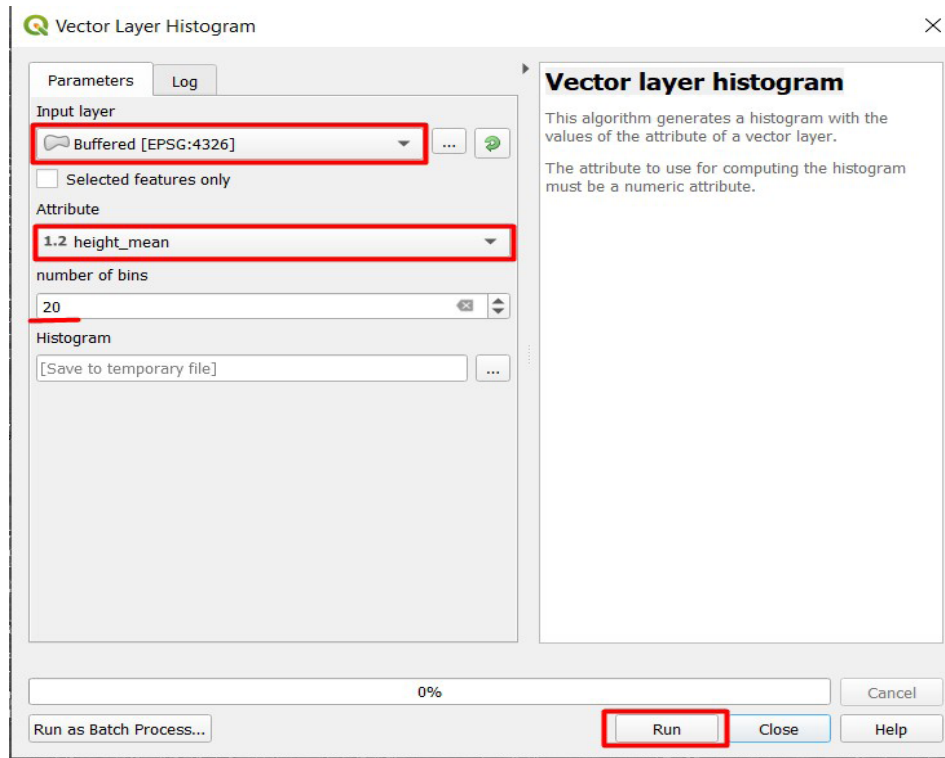 Vector Layer Histogram
Parameters
Log
Input layer
Buffered [EPSG:4326]
...
Selected features only
Attribute
1.2 height_mean
number of bins
20
Histogram
[Save to temporary file]
...
Vector layer histogram
This algorithm generates a histogram with the
values of the attribute of a vector layer.
The attribute to use for computing the histogram
must be a numeric attribute.
0%
Cancel
Run as Batch Process...
Run
Close
Help